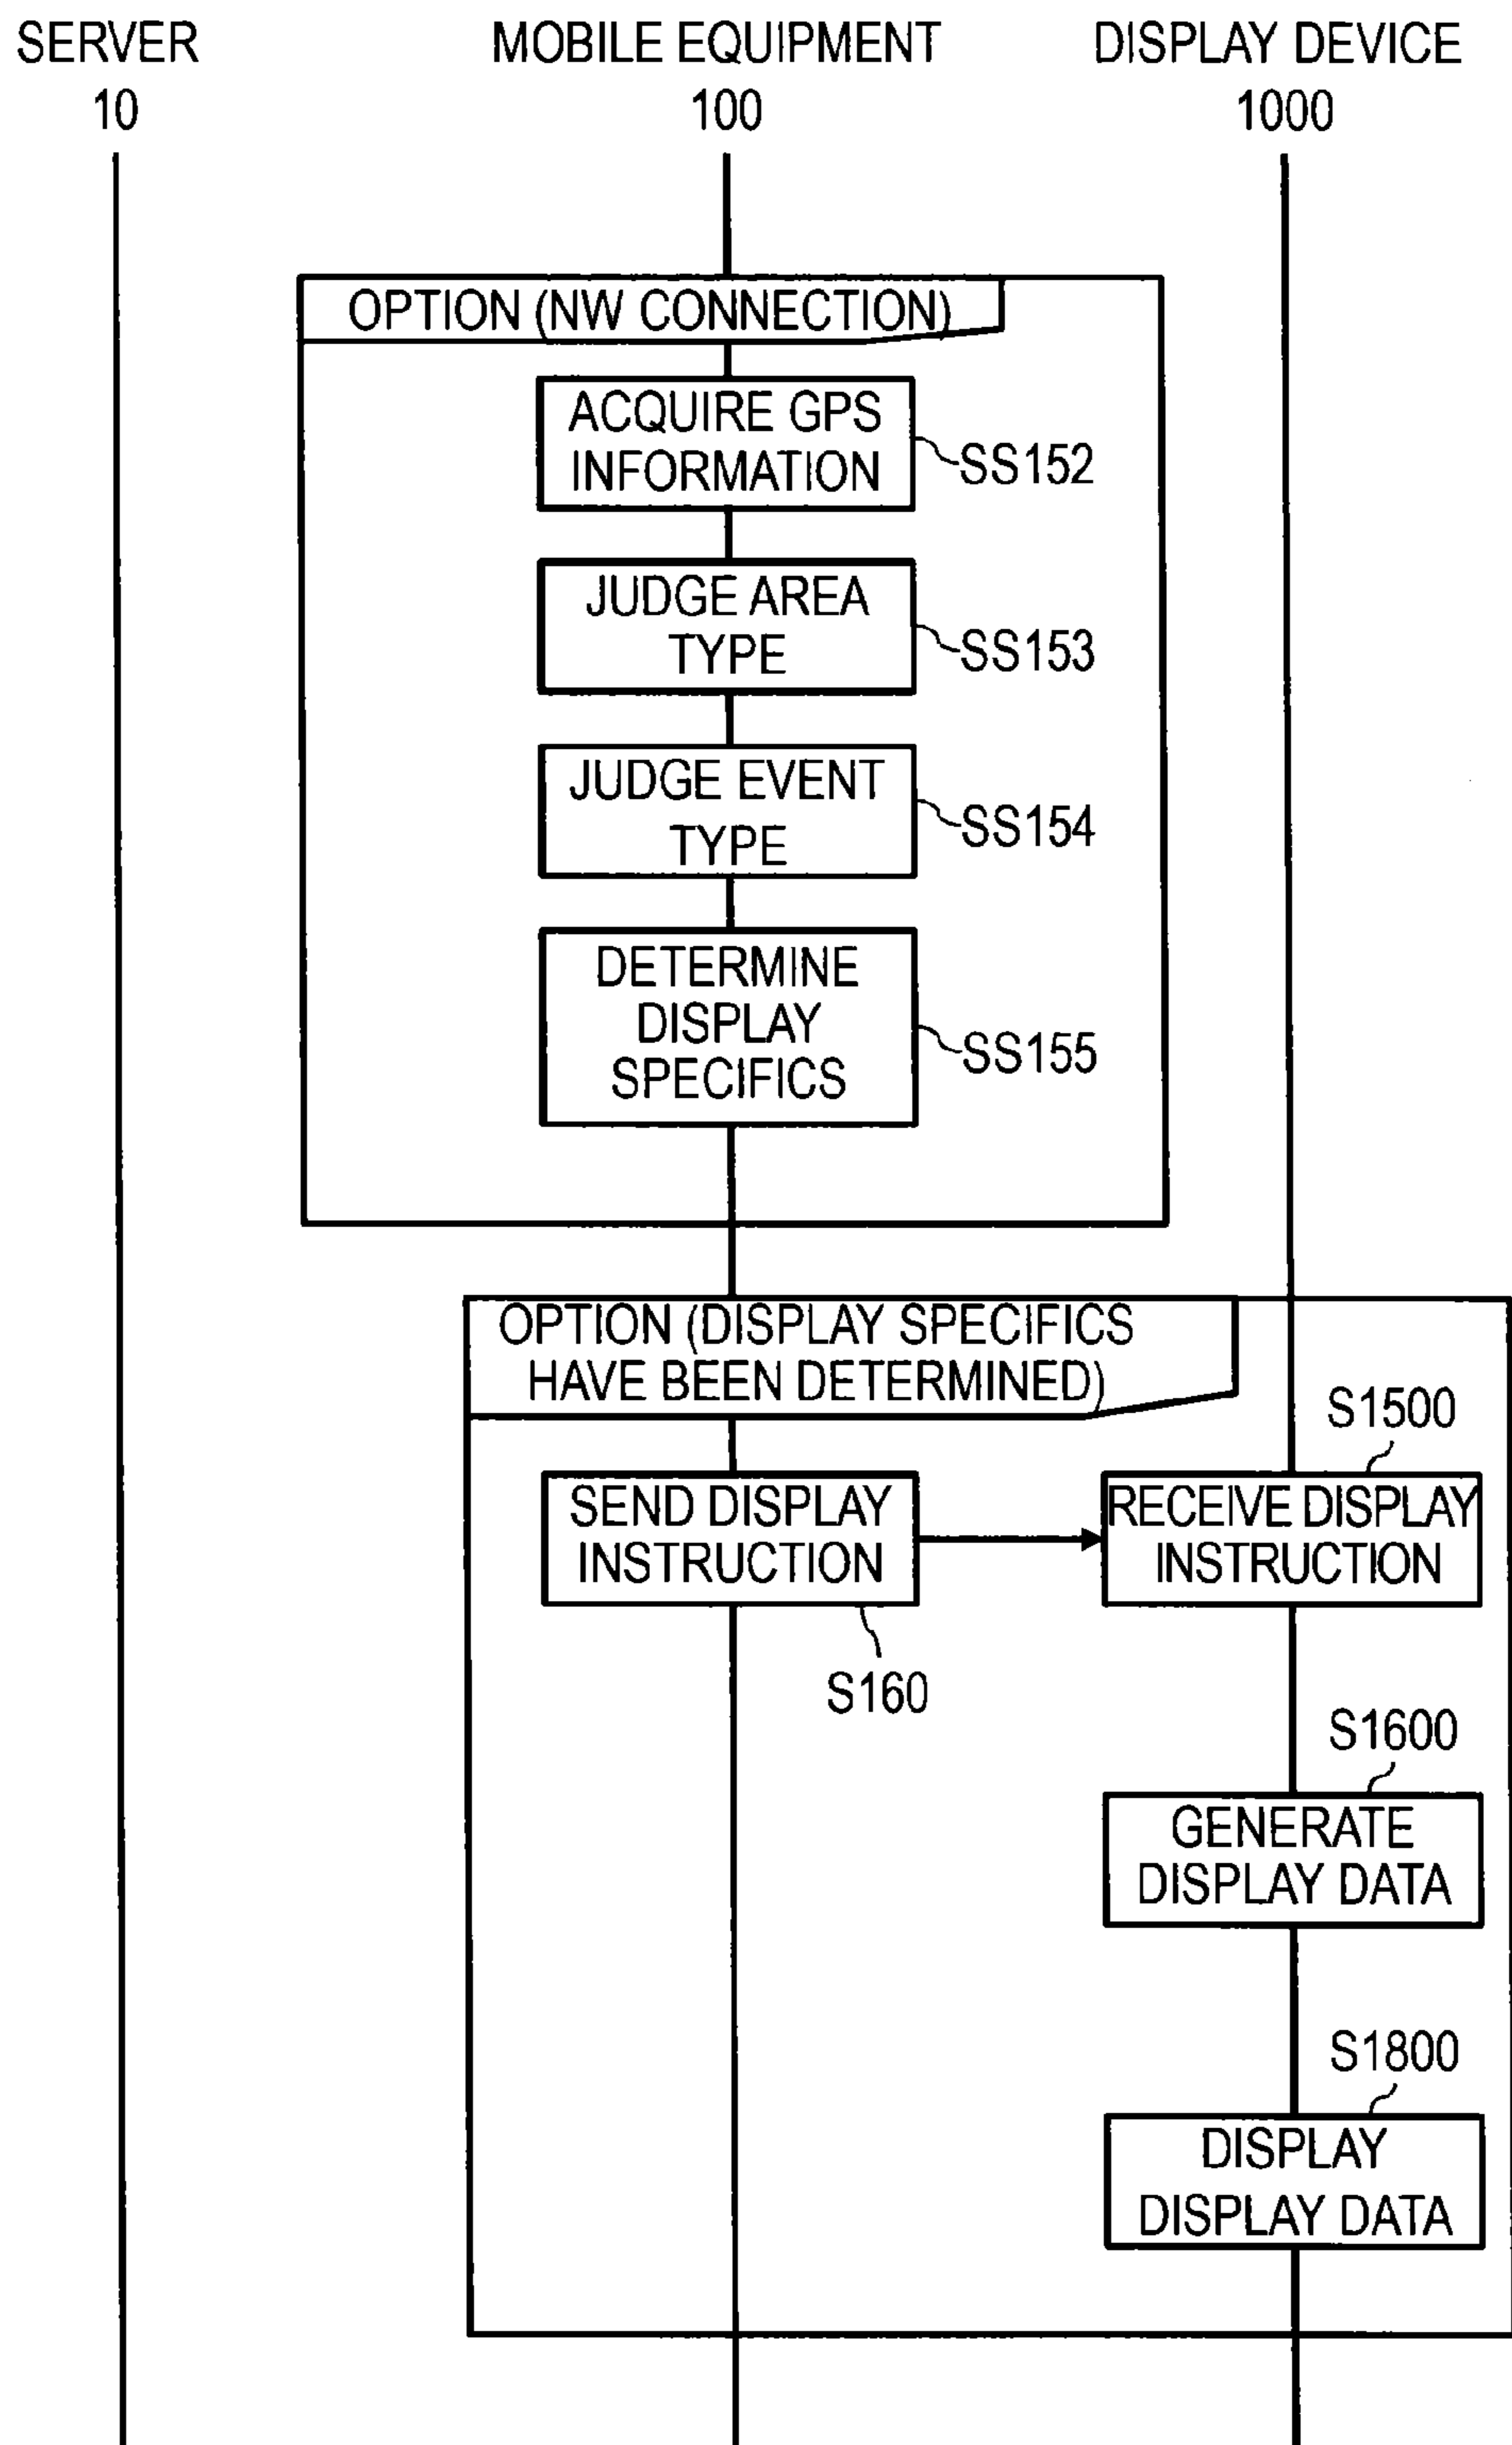 SERVER
10
MOBILE EQUIPMENT
100
DISPLAY DEVICE
1000
OPTION (NW CONNECTION)
ACQUIRE GPS
INFORMATION
SS152
JUDGE AREA
TYPE
SS153
JUDGE EVENT
TYPE
SS154
DETERMINE
DISPLAY
SPECIFICS
SS155
OPTION (DISPLAY SPECIFICS
HAVE BEEN DETERMINED)
S1500
SEND DISPLAY
INSTRUCTION
RECEIVE DISPLAY
INSTRUCTION
S160
S1600
GENERATE
DISPLAY DATA
S1800
DISPLAY
DISPLAY DATA